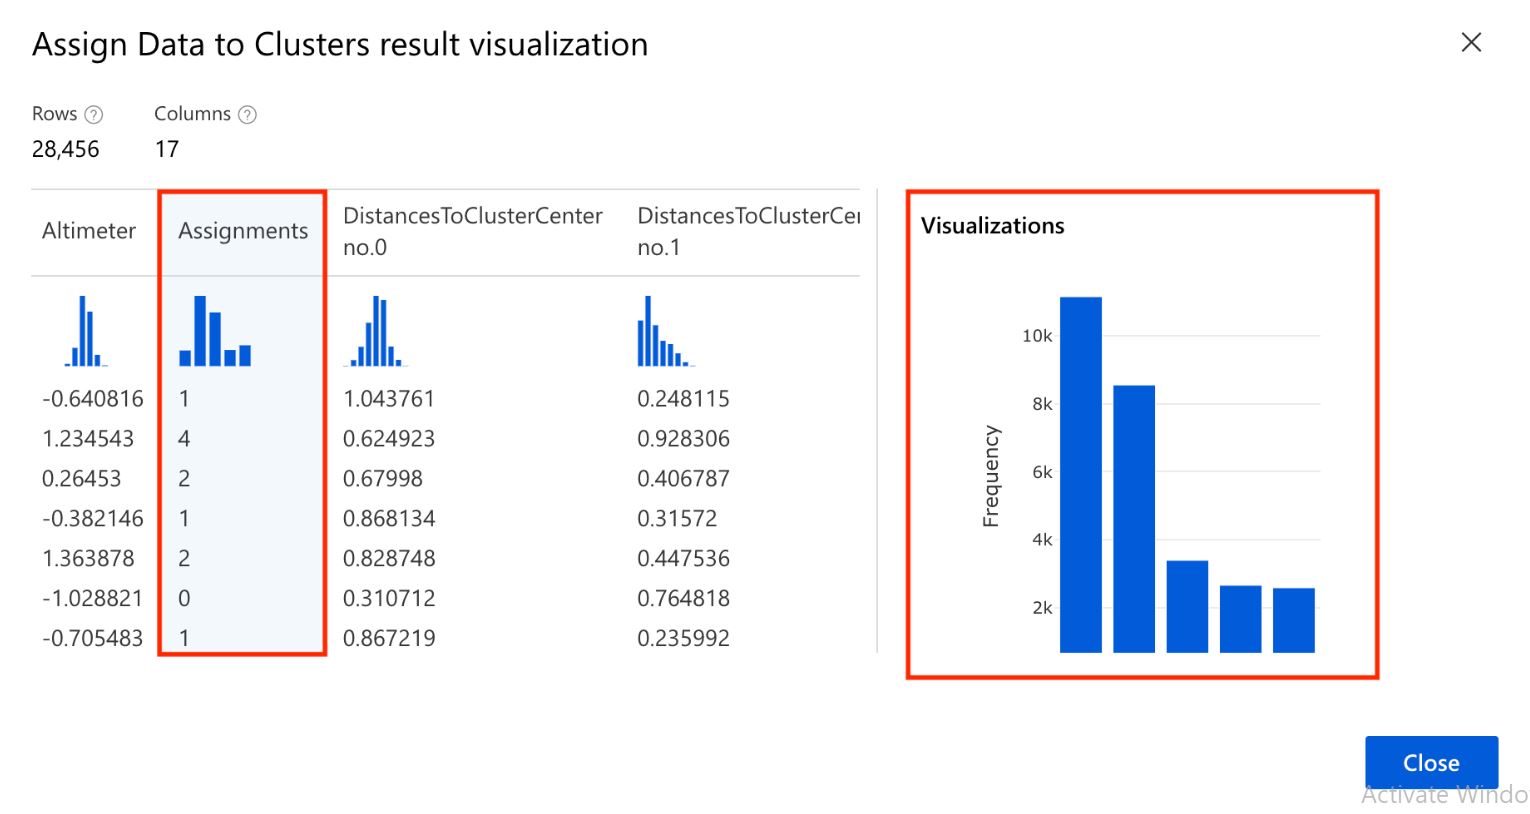 Assign Data to Clusters result visualization
Rows ? Columns ?
28,456 17
Altimeter Assignments DistancesToClusterCenter no.0 DistancesToClusterCer no.1
-0.640816 1 1.043761 0.248115
1.234543 4 0.624923 0.928306
0.26453 2 0.67998 0.406787
-0.382146 1 0.868134 0.31572
1.363878 2 0.828748 0.447536
-1.028821 0 0.310712 0.764818
-0.705483 1 0.867219 0.235992
Visualizations
10k
8k
6k
4k
2k
Frequency
Close
Activate Windo